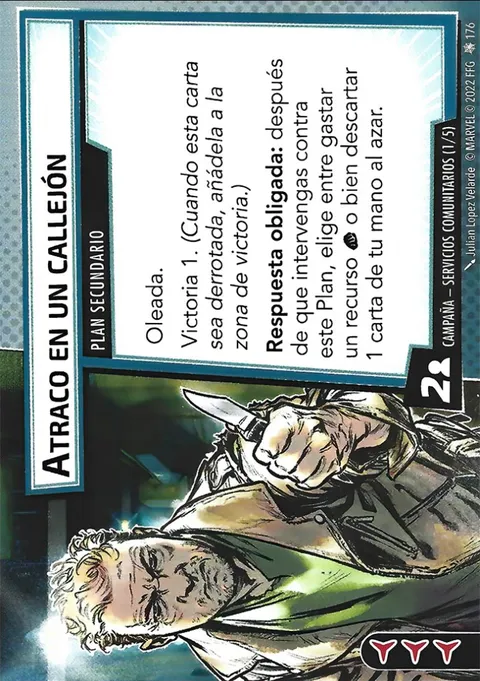 ATRACO EN UN CALLEJÓN
PLAN SECUNDARIO
Oleada.
Victoria 1. (Cuando esta carta
sea derrotada, añádela a la
zona de victoria.)
Respuesta obligada: después
de que intervengas contra
este Plan, elige entre gastar
un recurso o bien descartar
1 carta de tu mano al azar.
2
CAMPAÑA – SERVICIOS COMUNITARIOS (1/5)
Julian Lopez Velarde © MARVEL © 2022 FFG 176